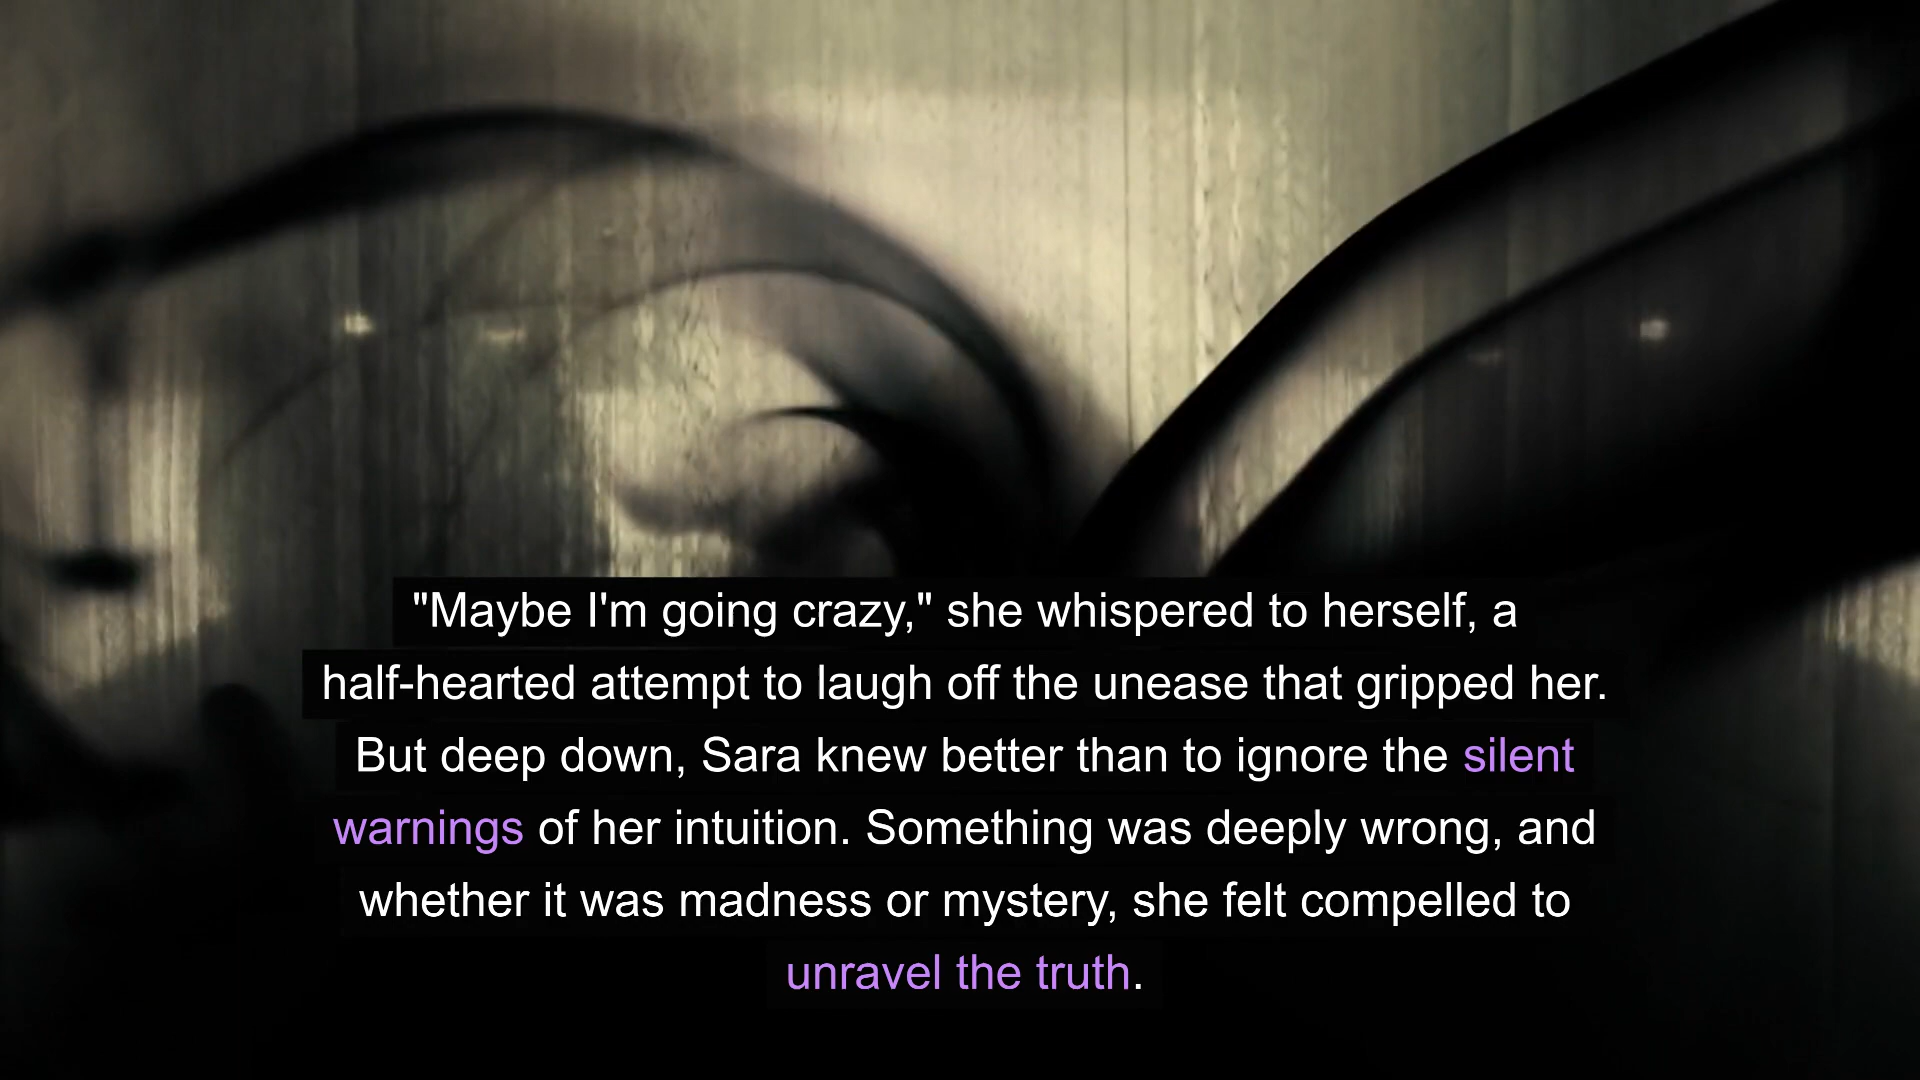 "Maybe I'm going crazy," she whispered to herself, a
half-hearted attempt to laugh off the unease that gripped her.
But deep down, Sara knew better than to ignore the silent
warnings of her intuition. Something was deeply wrong, and
whether it was madness or mystery, she felt compelled to
unravel the truth.